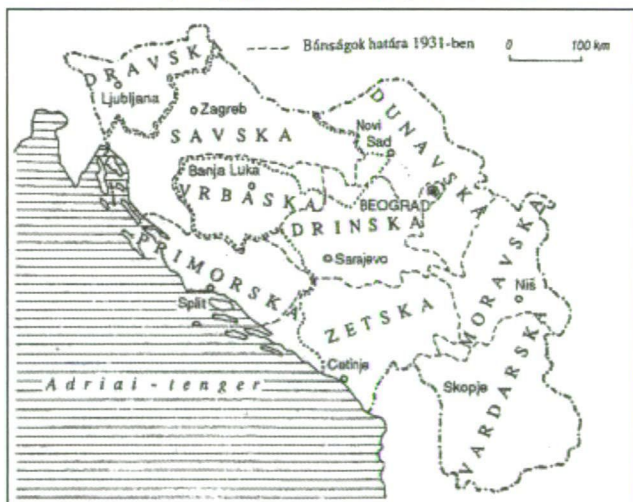 Bánságok határa 1931-ben
0 100 km
DRAVSKA
Ljubljana
Zagreb
SAVSKA
DUNAVSKA
Novi
Sad
Banja Luka
VRBASKA
BEOGRAD
DRINSKA
Sarajevo
PRIMORSKA
Split
MORAVSKA
Niš
ZETSKA
Cetinje
Skopje
VARDARSKA
Adriai-tenger